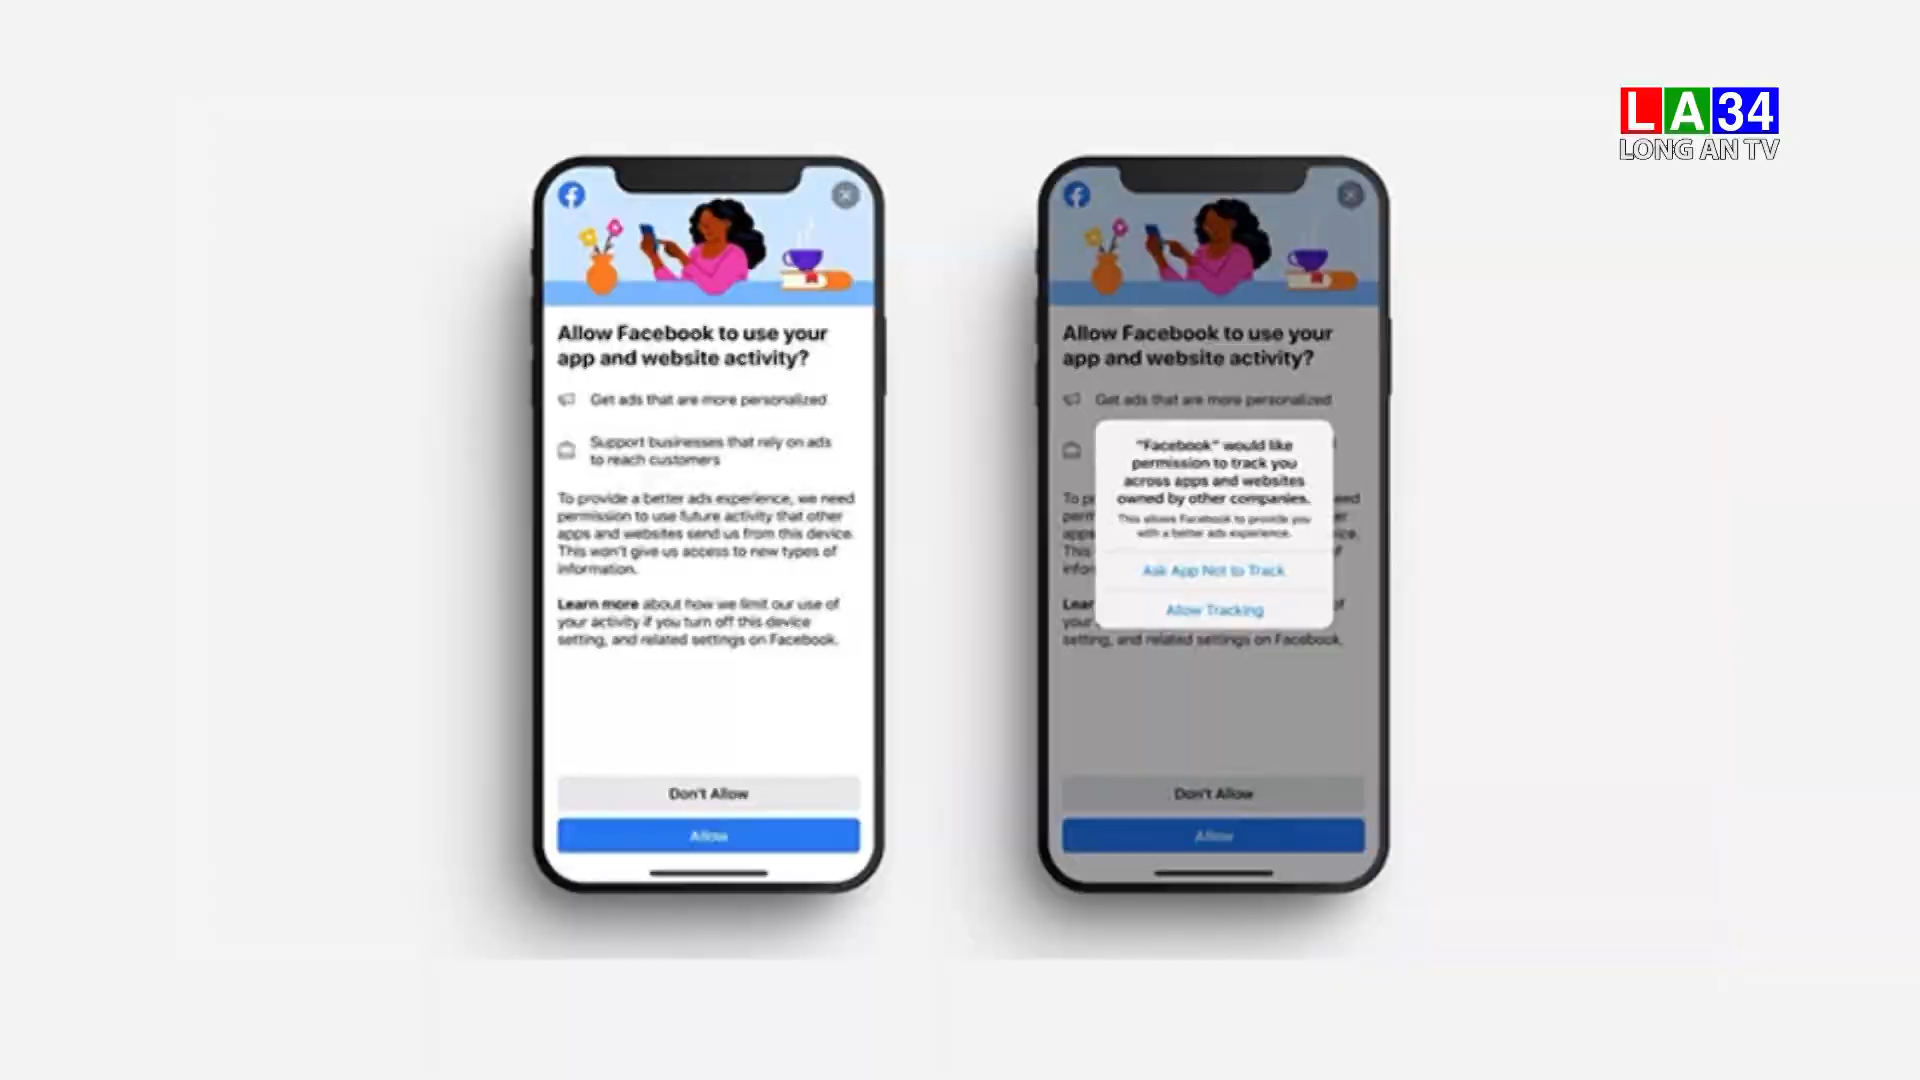 LA34
LONG AN TV
Allow Facebook to use your
app and website activity?
Get ads that are more personalized
Support businesses that rely on ads
to reach customers
To provide a better ads experience, we need
permission to use future activity that other
apps and websites send us from this device.
This won't give us access to new types of
information.
Learn more about how we limit our use of
your activity if you turn off this device
setting, and related settings on Facebook.
Don't Allow
Allow
Allow Facebook to use your
app and website activity?
Get ads that are more personalized
"Facebook" would like
permission to track you
across apps and websites
owned by other companies.
This allows Facebook to provide you
with a better ads experience.
Ask App Not to Track
Allow Tracking
setting, and related settings on Facebook.
Don't Allow
Allow